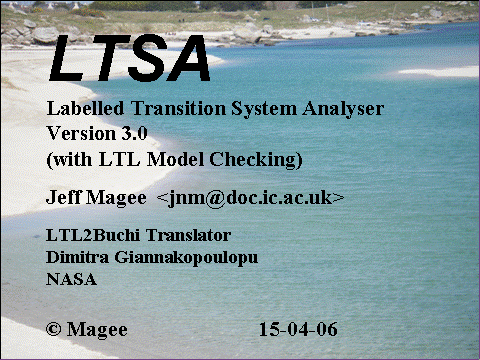 LTSA
Labelled Transition System Analyser
Version 3.0
(with LTL Model Checking)
Jeff Magee <jnm@doc.ic.ac.uk>
LTL2Buchi Translator
Dimitra Giannakopoulopu
NASA
© Magee 15-04-06